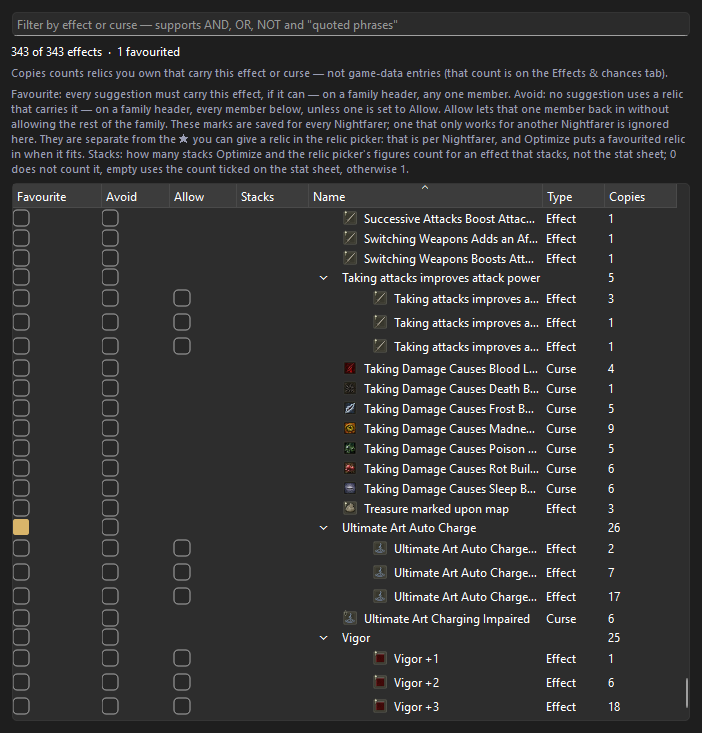 Filter by effect or curse — supports AND, OR, NOT and "quoted phrases"
343 of 343 effects · 1 favourited
Copies counts relics you own that carry this effect or curse — not game-data entries (that count is on the Effects & chances tab).
Favourite: every suggestion must carry this effect, if it can — on a family header, any one member. Avoid: no suggestion uses a relic
that carries it — on a family header, every member below, unless one is set to Allow. Allow lets that one member back in without
allowing the rest of the family. These marks are saved for every Nightfarer; one that only works for another Nightfarer is ignored
here. They are separate from the ★ you can give a relic in the relic picker: that is per Nightfarer, and Optimize puts a favourited relic
in when it fits. Stacks: how many stacks Optimize and the relic picker's figures count for an effect that stacks, not the stat sheet; 0
does not count it, empty uses the count ticked on the stat sheet, otherwise 1.
Favourite Avoid Allow Stacks Name Type Copies
Successive Attacks Boost Attac... Effect 1
Switching Weapons Adds an Af... Effect 1
Switching Weapons Boosts Att... Effect 1
Taking attacks improves attack power 5
Taking attacks improves a... Effect 3
Taking attacks improves a... Effect 1
Taking attacks improves a... Effect 1
Taking Damage Causes Blood L... Curse 4
Taking Damage Causes Death B... Curse 1
Taking Damage Causes Frost B... Curse 5
Taking Damage Causes Madne... Curse 9
Taking Damage Causes Poison ... Curse 5
Taking Damage Causes Rot Buil... Curse 6
Taking Damage Causes Sleep B... Curse 6
Treasure marked upon map Effect 3
Ultimate Art Auto Charge 26
Ultimate Art Auto Charge... Effect 2
Ultimate Art Auto Charge... Effect 7
Ultimate Art Auto Charge... Effect 17
Ultimate Art Charging Impaired Curse 6
Vigor 25
Vigor +1 Effect 1
Vigor +2 Effect 6
Vigor +3 Effect 18